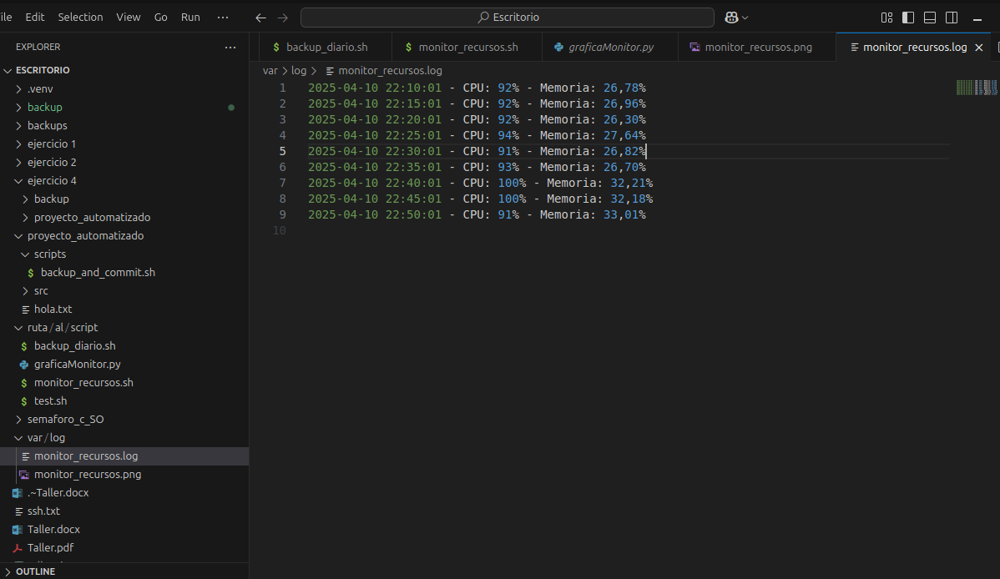 ile Edit Selection View Go Run ··· Escritorio
EXPLORER ···
backup_diario.sh monitor_recursos.sh graficaMonitor.py monitor_recursos.png monitor_recursos.log
ESCRITORIO
.venv
backup
backups
ejercicio 1
ejercicio 2
ejercicio 4
backup
proyecto_automatizado
proyecto_automatizado
scripts
backup_and_commit.sh
src
hola.txt
ruta/al/script
backup_diario.sh
graficaMonitor.py
monitor_recursos.sh
test.sh
semaforo_c_SO
var/log
monitor_recursos.log
monitor_recursos.png
.~Taller.docx
ssh.txt
Taller.docx
Taller.pdf
OUTLINE
var > log > monitor_recursos.log
1 2025-04-10 22:10:01 - CPU: 92% - Memoria: 26,78%
2 2025-04-10 22:15:01 - CPU: 92% - Memoria: 26,96%
3 2025-04-10 22:20:01 - CPU: 92% - Memoria: 26,30%
4 2025-04-10 22:25:01 - CPU: 94% - Memoria: 27,64%
5 2025-04-10 22:30:01 - CPU: 91% - Memoria: 26,82%
6 2025-04-10 22:35:01 - CPU: 93% - Memoria: 26,70%
7 2025-04-10 22:40:01 - CPU: 100% - Memoria: 32,21%
8 2025-04-10 22:45:01 - CPU: 100% - Memoria: 32,18%
9 2025-04-10 22:50:01 - CPU: 91% - Memoria: 33,01%
10